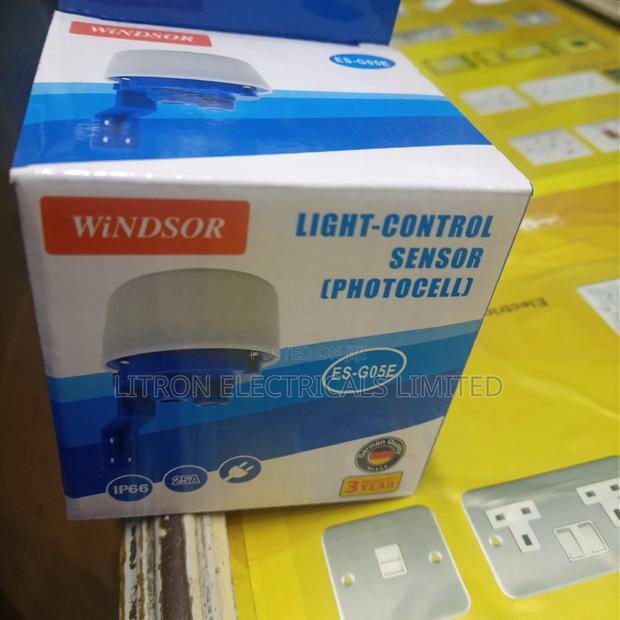 WiNDSOR
ES-G05E
WiNDSOR
LIGHT-CONTROL
SENSOR
(PHOTOCELL)
POSTED ON Jiji
LITRON ELECTRICALS LIMITED
ES-G05E
German Quality
IP66
25A
3
YEAR